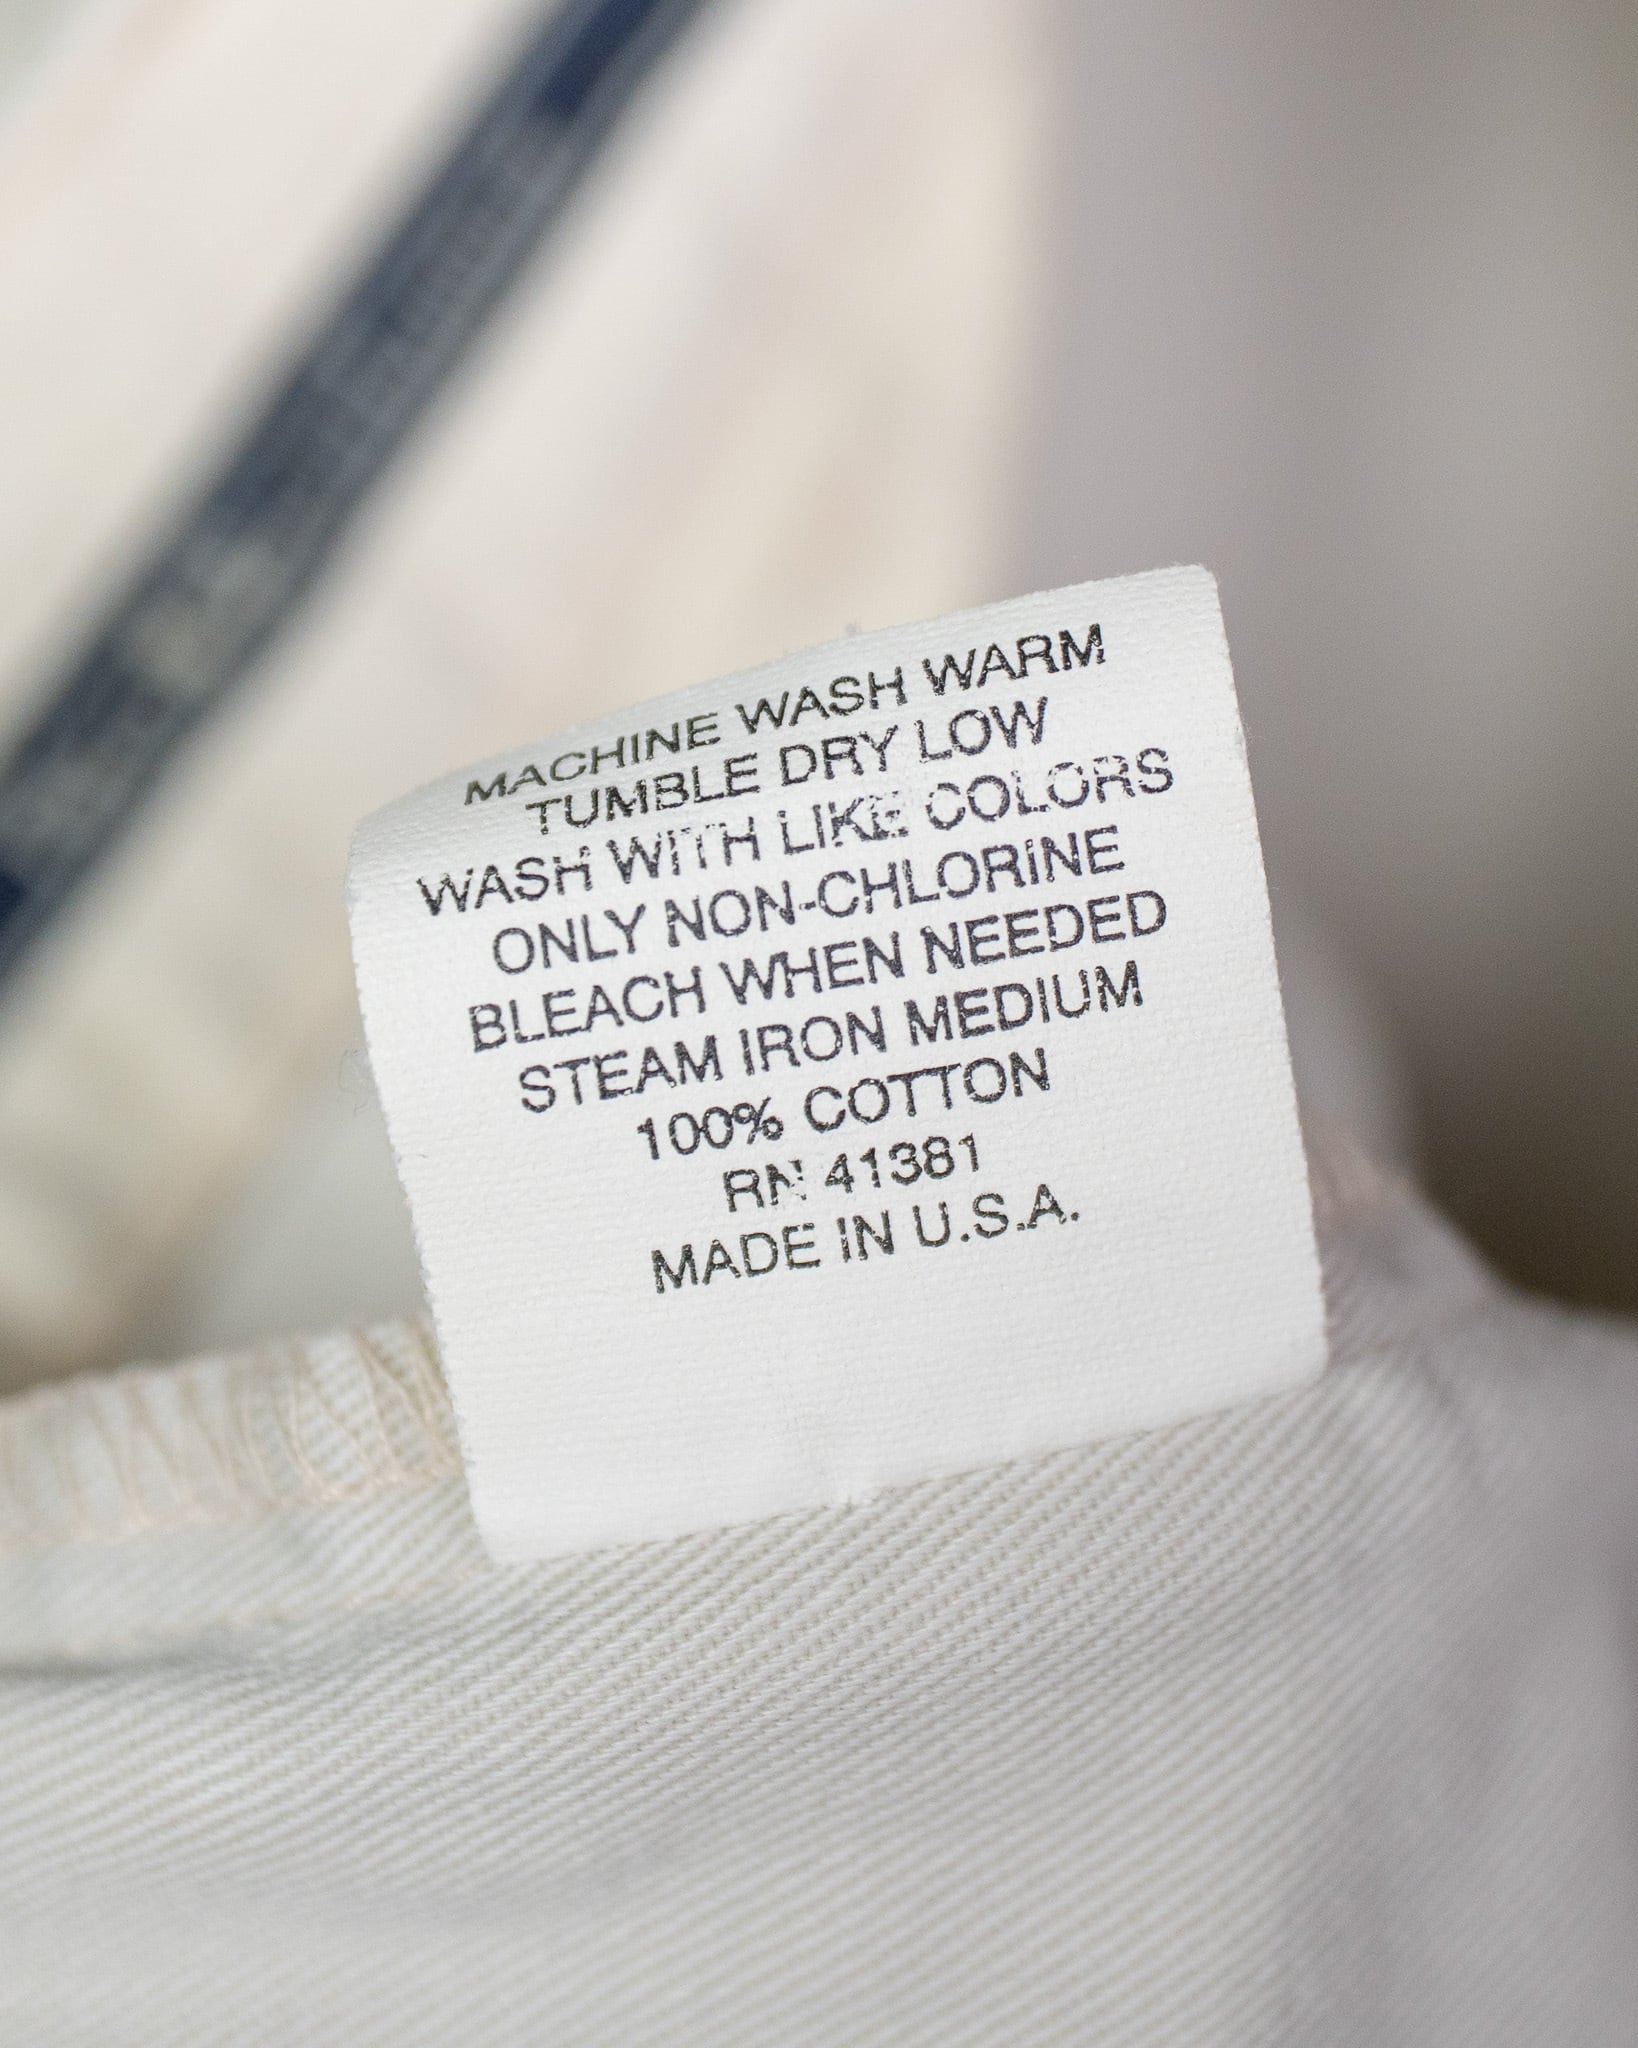 MACHINE WASH WARM
TUMBLE DRY LOW
WASH WITH LIKE COLORS
ONLY NON-CHLORINE
BLEACH WHEN NEEDED
STEAM IRON MEDIUM
100% COTTON
RN 41381
MADE IN U.S.A.